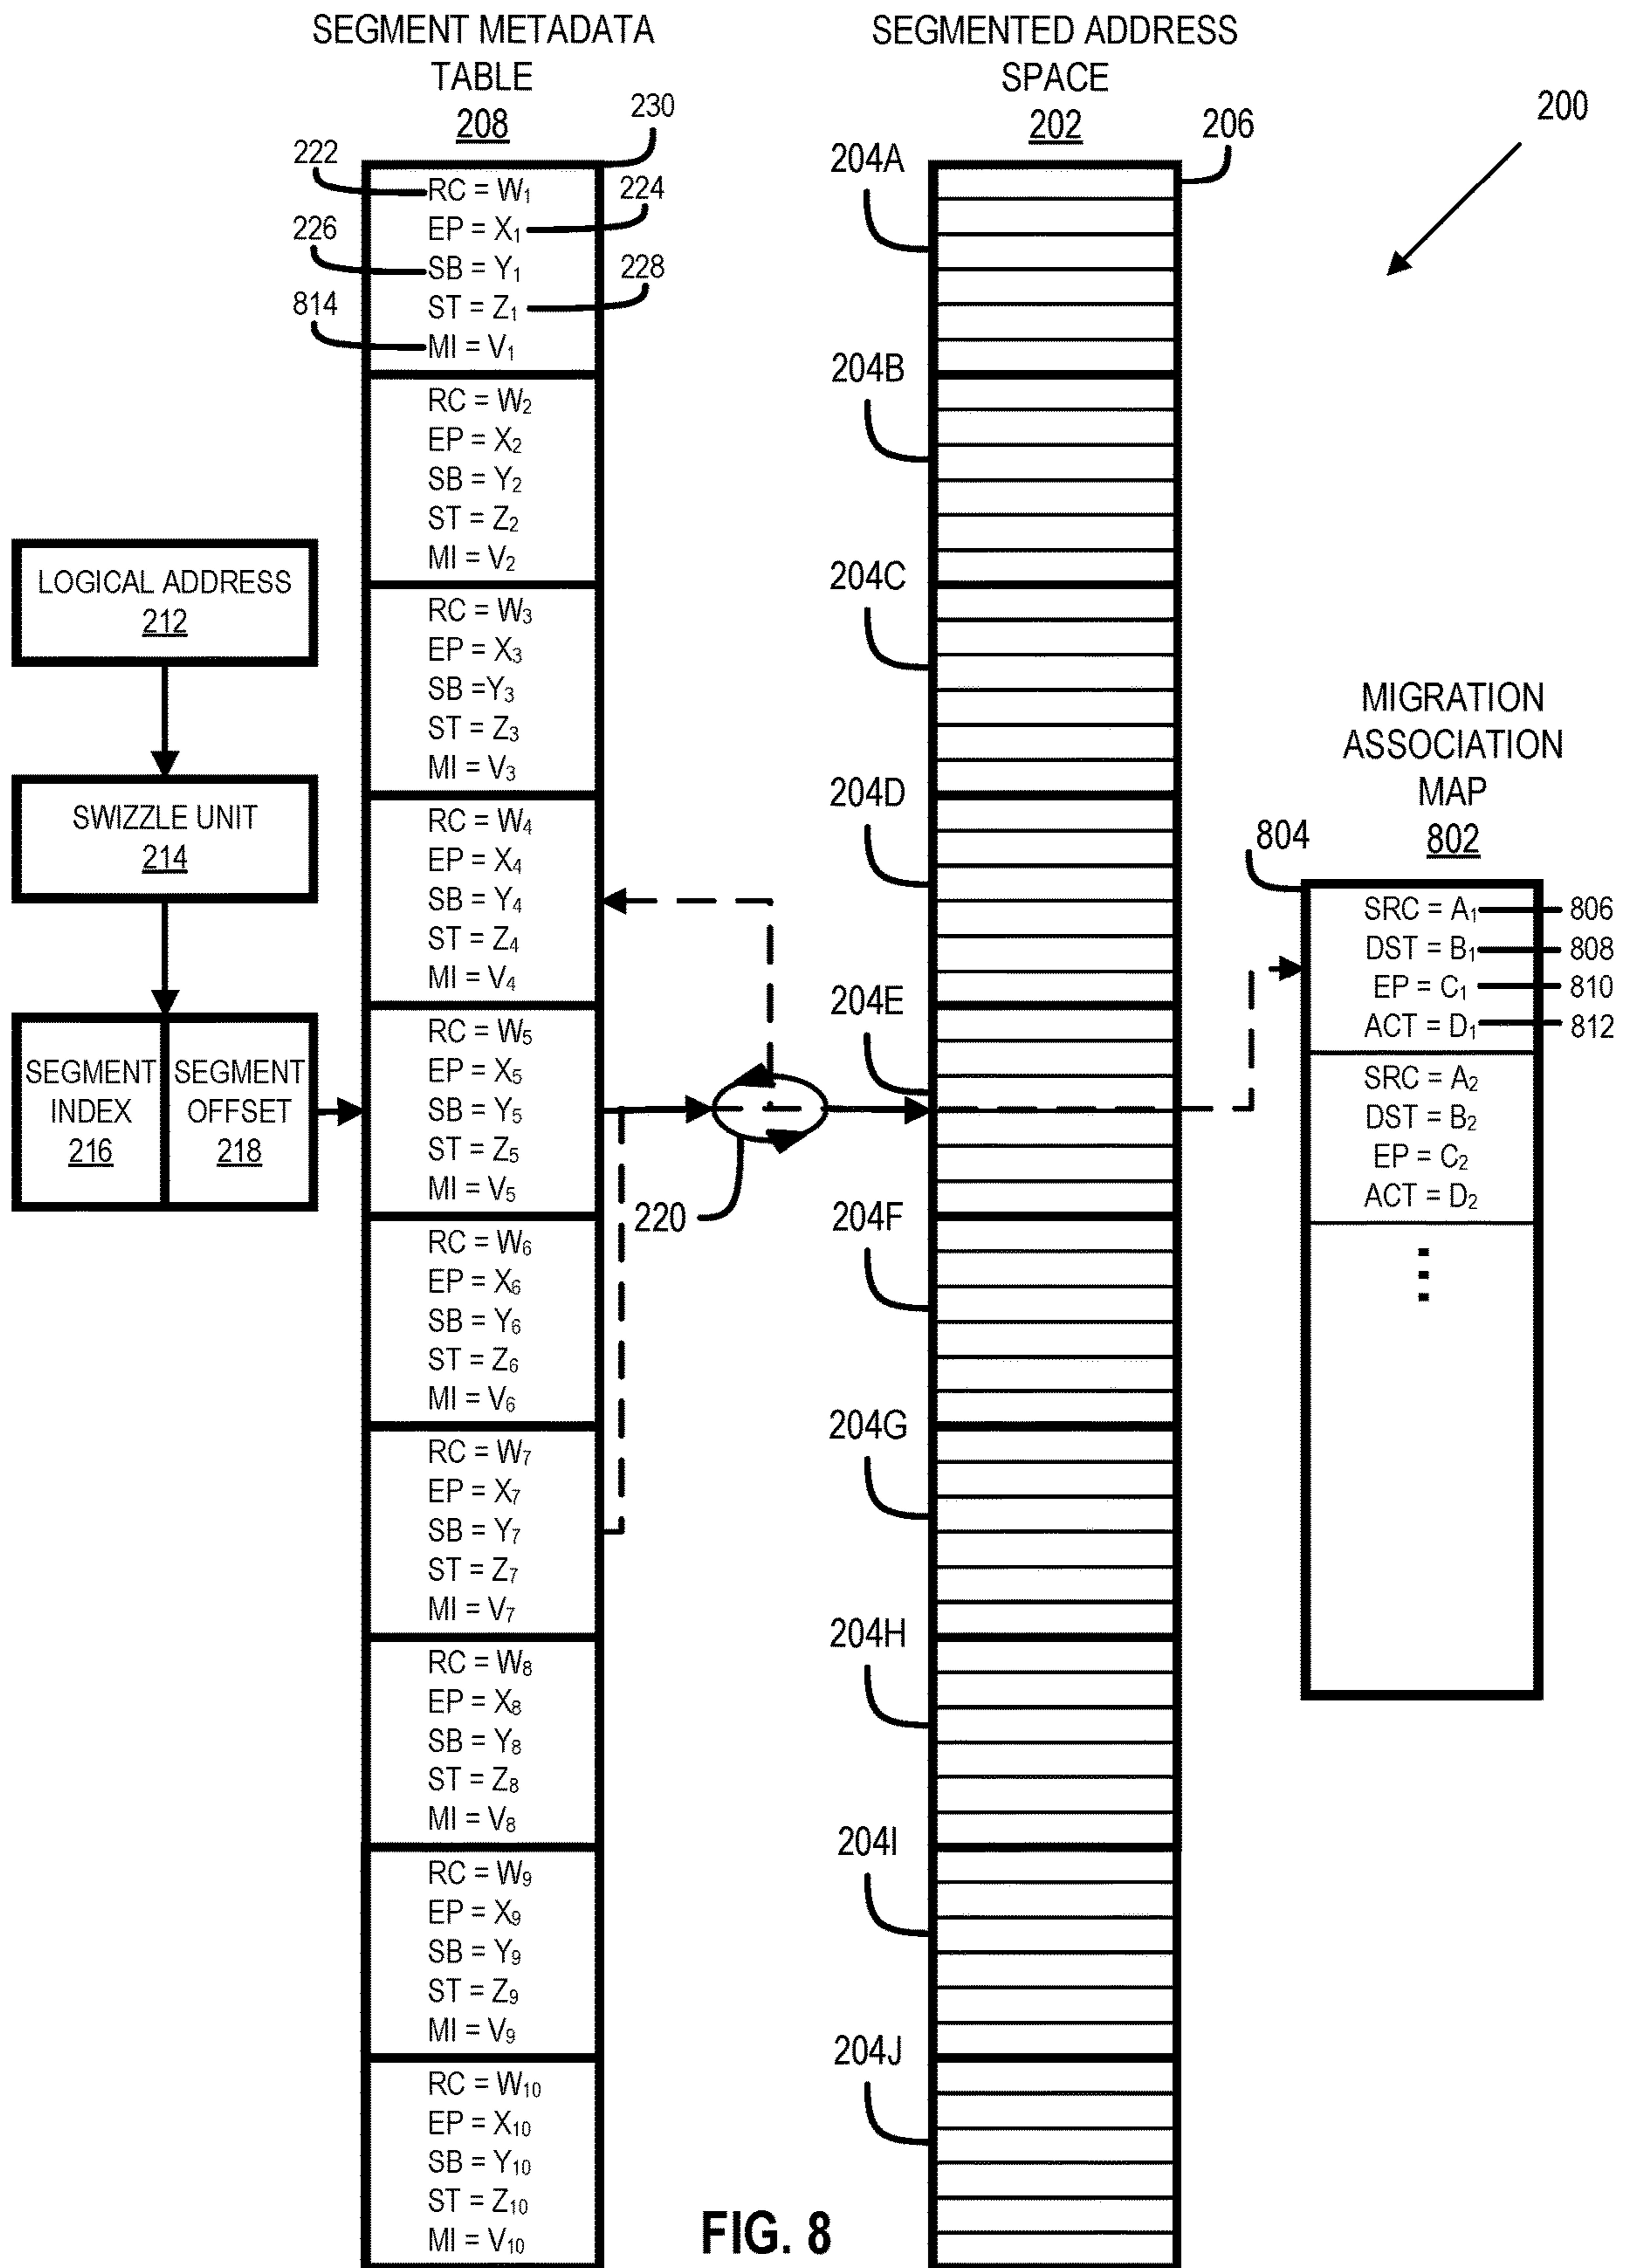 SEGMENT METADATA
TABLE
208
SEGMENTED ADDRESS
SPACE
202
200
230
206
222
224
226
228
814
RC = W₁
EP = X₁
SB = Y₁
ST = Z₁
MI = V₁
RC = W₂
EP = X₂
SB = Y₂
ST = Z₂
MI = V₂
RC = W₃
EP = X₃
SB =Y₃
ST = Z₃
MI = V₃
RC = W₄
EP = X₄
SB = Y₄
ST = Z₄
MI = V₄
RC = W₅
EP = X₅
SB = Y₅
ST = Z₅
MI = V₅
RC = W₆
EP = X₆
SB = Y₆
ST = Z₆
MI = V₆
RC = W₇
EP = X₇
SB = Y₇
ST = Z₇
MI = V₇
RC = W₈
EP = X₈
SB = Y₈
ST = Z₈
MI = V₈
RC = W₉
EP = X₉
SB = Y₉
ST = Z₉
MI = V₉
RC = W₁₀
EP = X₁₀
SB = Y₁₀
ST = Z₁₀
MI = V₁₀
LOGICAL ADDRESS
212
SWIZZLE UNIT
214
SEGMENT
INDEX
216
SEGMENT
OFFSET
218
220
204A
204B
204C
204D
204E
204F
204G
204H
204I
204J
MIGRATION
ASSOCIATION
MAP
802
804
SRC = A₁
806
DST = B₁
808
EP = C₁
810
ACT = D₁
812
SRC = A₂
DST = B₂
EP = C₂
ACT = D₂
FIG. 8